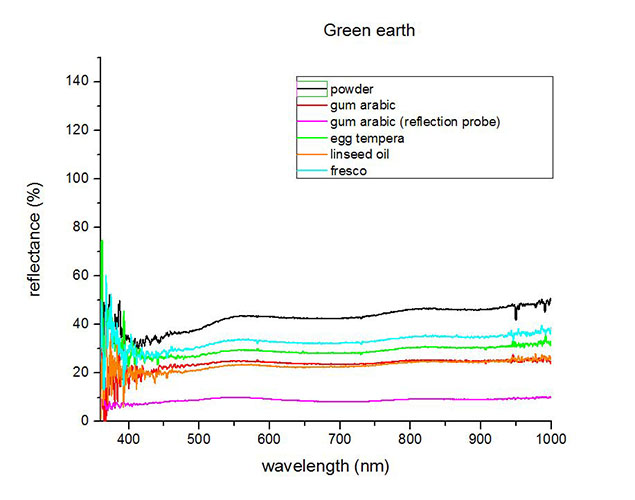 Green earth
powder
gum arabic
gum arabic (reflection probe)
egg tempera
linseed oil
fresco
140
120
100
80
60
40
20
0
reflectance (%)
400 500 600 700 800 900 1000
wavelength (nm)